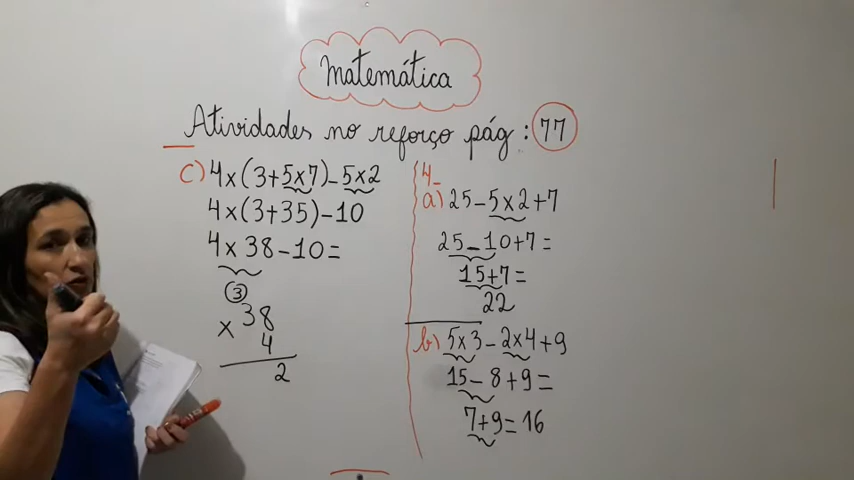 Matemática
Atividades no reforço pág: 77
c) 4x(3+5x7)-5x2
4x(3+35)-10
4x38-10=
3
38
x 4
2
4_
a) 25-5x2+7
25-10+7=
15+7=
22
b) 5x3-2x4+9
15-8+9=
7+9=16